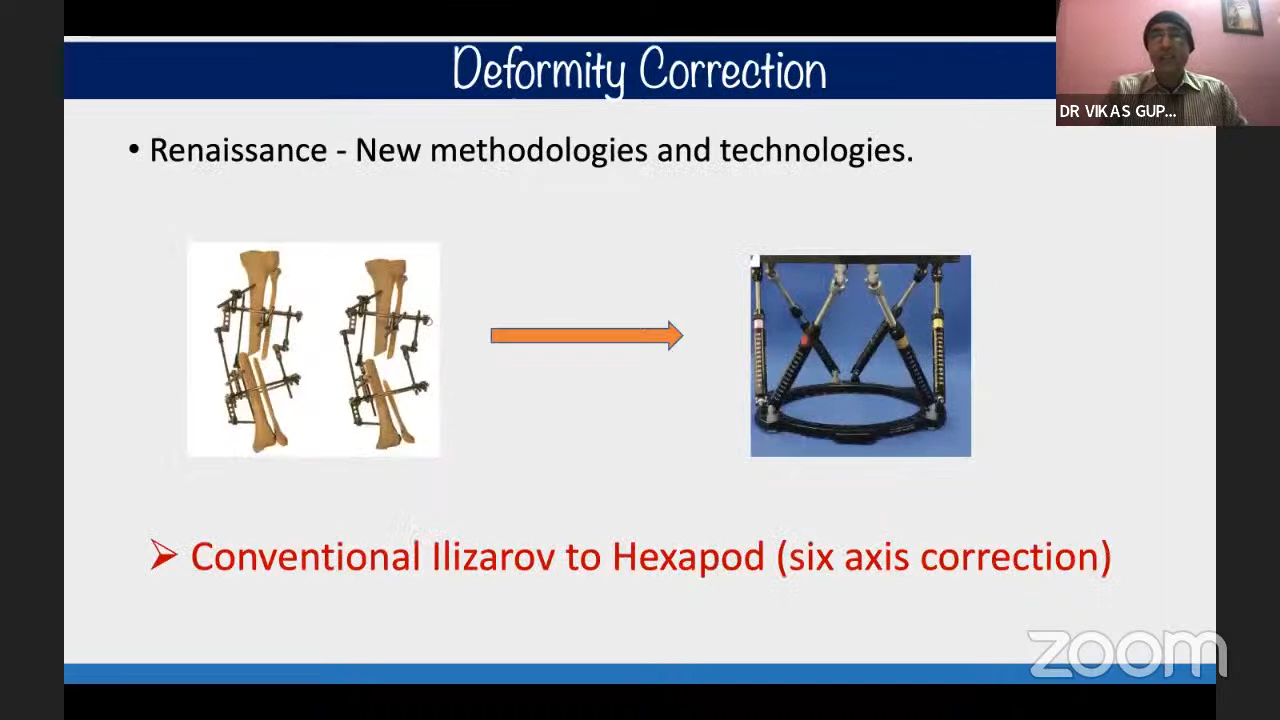 Deformity Correction
DR VIKAS GUP...
• Renaissance - New methodologies and technologies.
➢ Conventional Ilizarov to Hexapod (six axis correction)
zoom